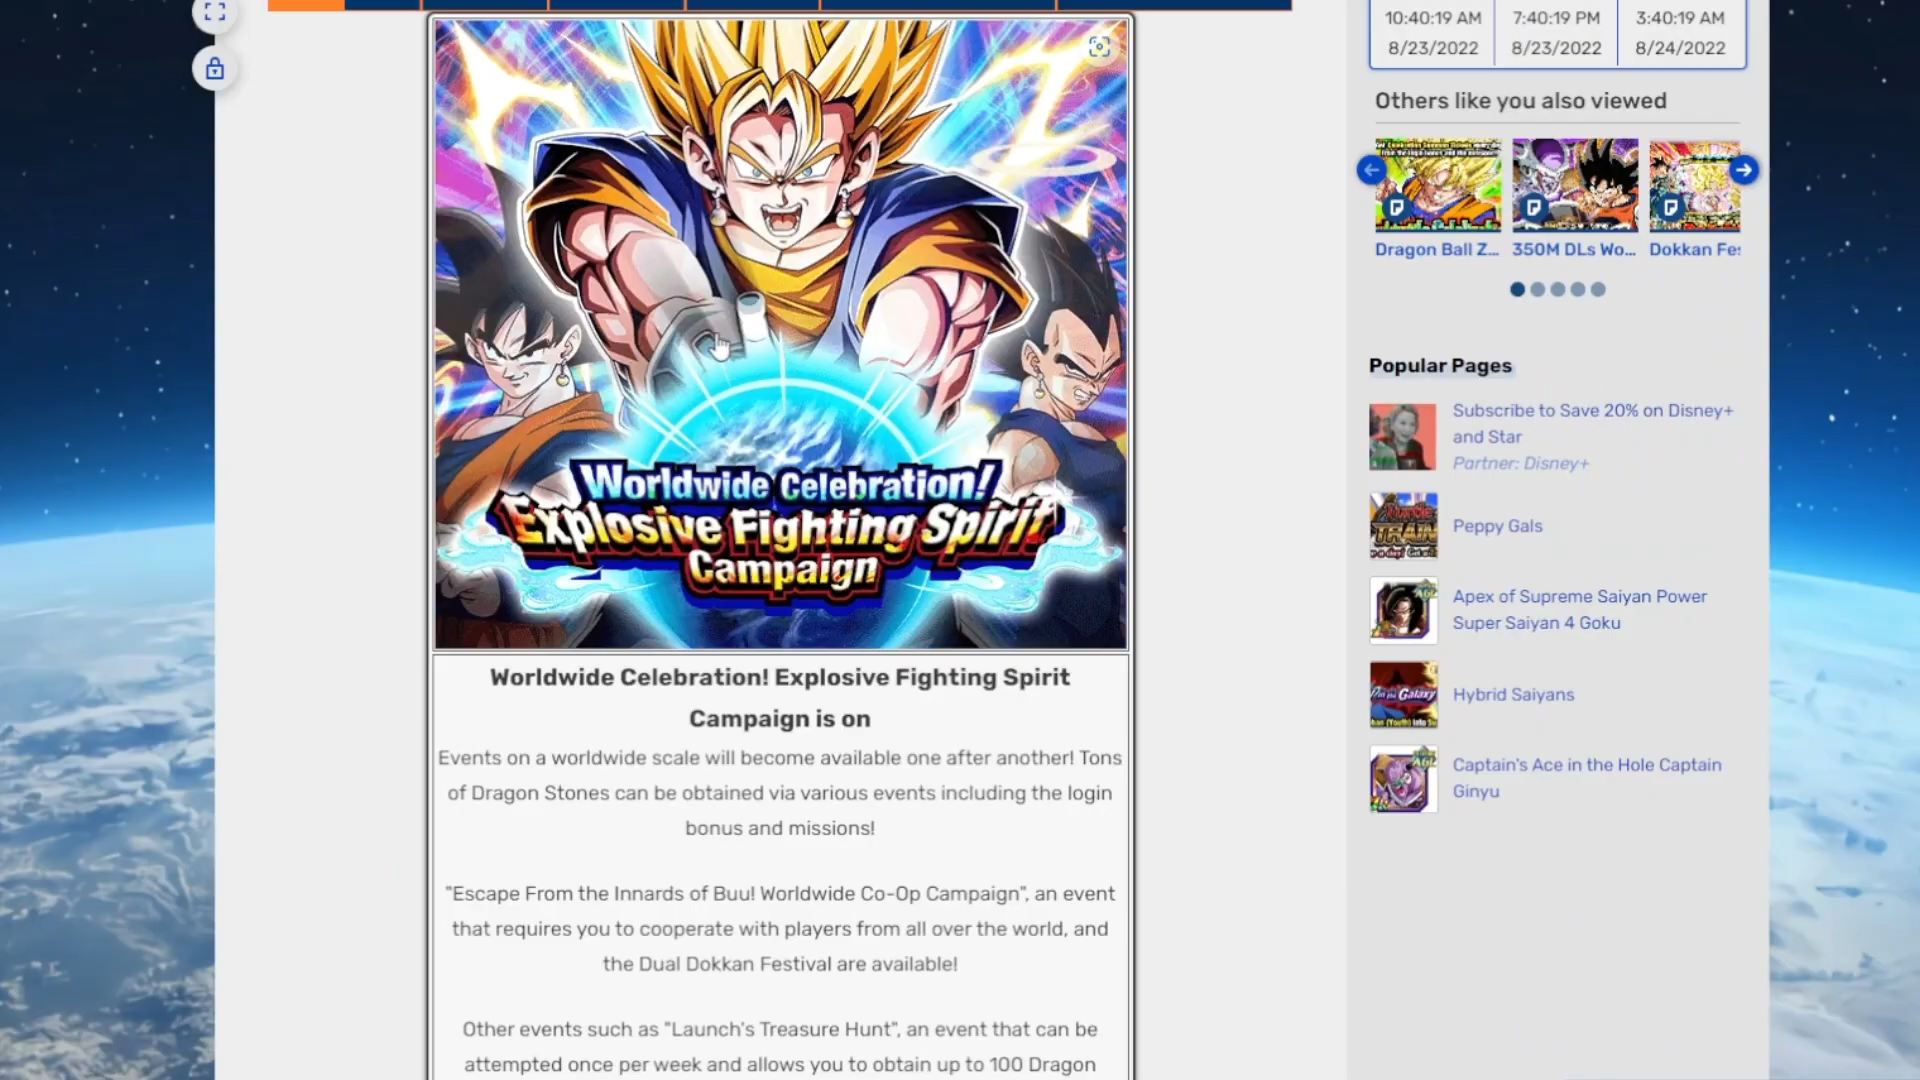 10:40:19 AM
8/23/2022
7:40:19 PM
8/23/2022
3:40:19 AM
8/24/2022
Others like you also viewed
Dragon Ball Z...
350M DLs Wo...
Dokkan Fes
Popular Pages
Subscribe to Save 20% on Disney+
and Star
Partner: Disney+
Peppy Gals
Apex of Supreme Saiyan Power
Super Saiyan 4 Goku
Hybrid Saiyans
Captain's Ace in the Hole Captain
Ginyu
Worldwide Celebration!
Explosive Fighting Spirit
Campaign
Worldwide Celebration! Explosive Fighting Spirit
Campaign is on
Events on a worldwide scale will become available one after another! Tons
of Dragon Stones can be obtained via various events including the login
bonus and missions!
"Escape From the Innards of Buu! Worldwide Co-Op Campaign", an event
that requires you to cooperate with players from all over the world, and
the Dual Dokkan Festival are available!
Other events such as "Launch's Treasure Hunt", an event that can be
attempted once per week and allows you to obtain up to 100 Dragon